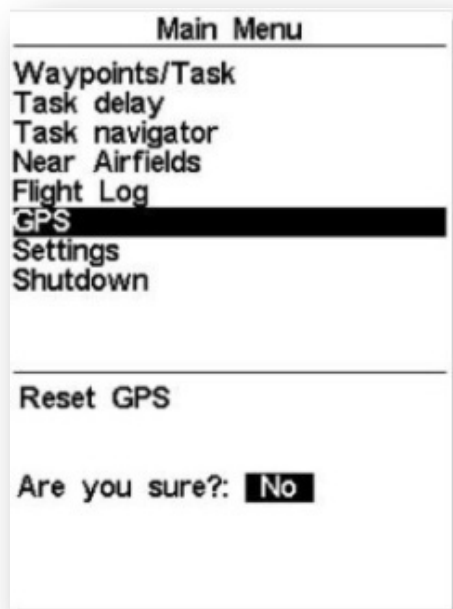 Main Menu
Waypoints/Task
Task delay
Task navigator
Near Airfields
Flight Log
GPS
Settings
Shutdown
Reset GPS
Are you sure?: No